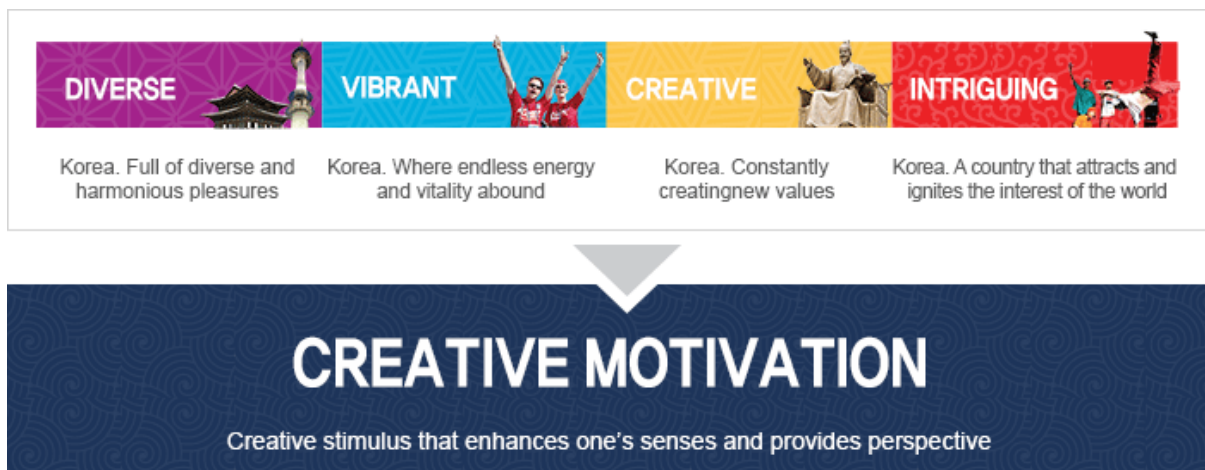 DIVERSE
VIBRANT
CREATIVE
INTRIGUING
Korea. Full of diverse and
harmonious pleasures
Korea. Where endless energy
and vitality abound
Korea. Constantly
creatingnew values
Korea. A country that attracts and
ignites the interest of the world
CREATIVE MOTIVATION
Creative stimulus that enhances one's senses and provides perspective